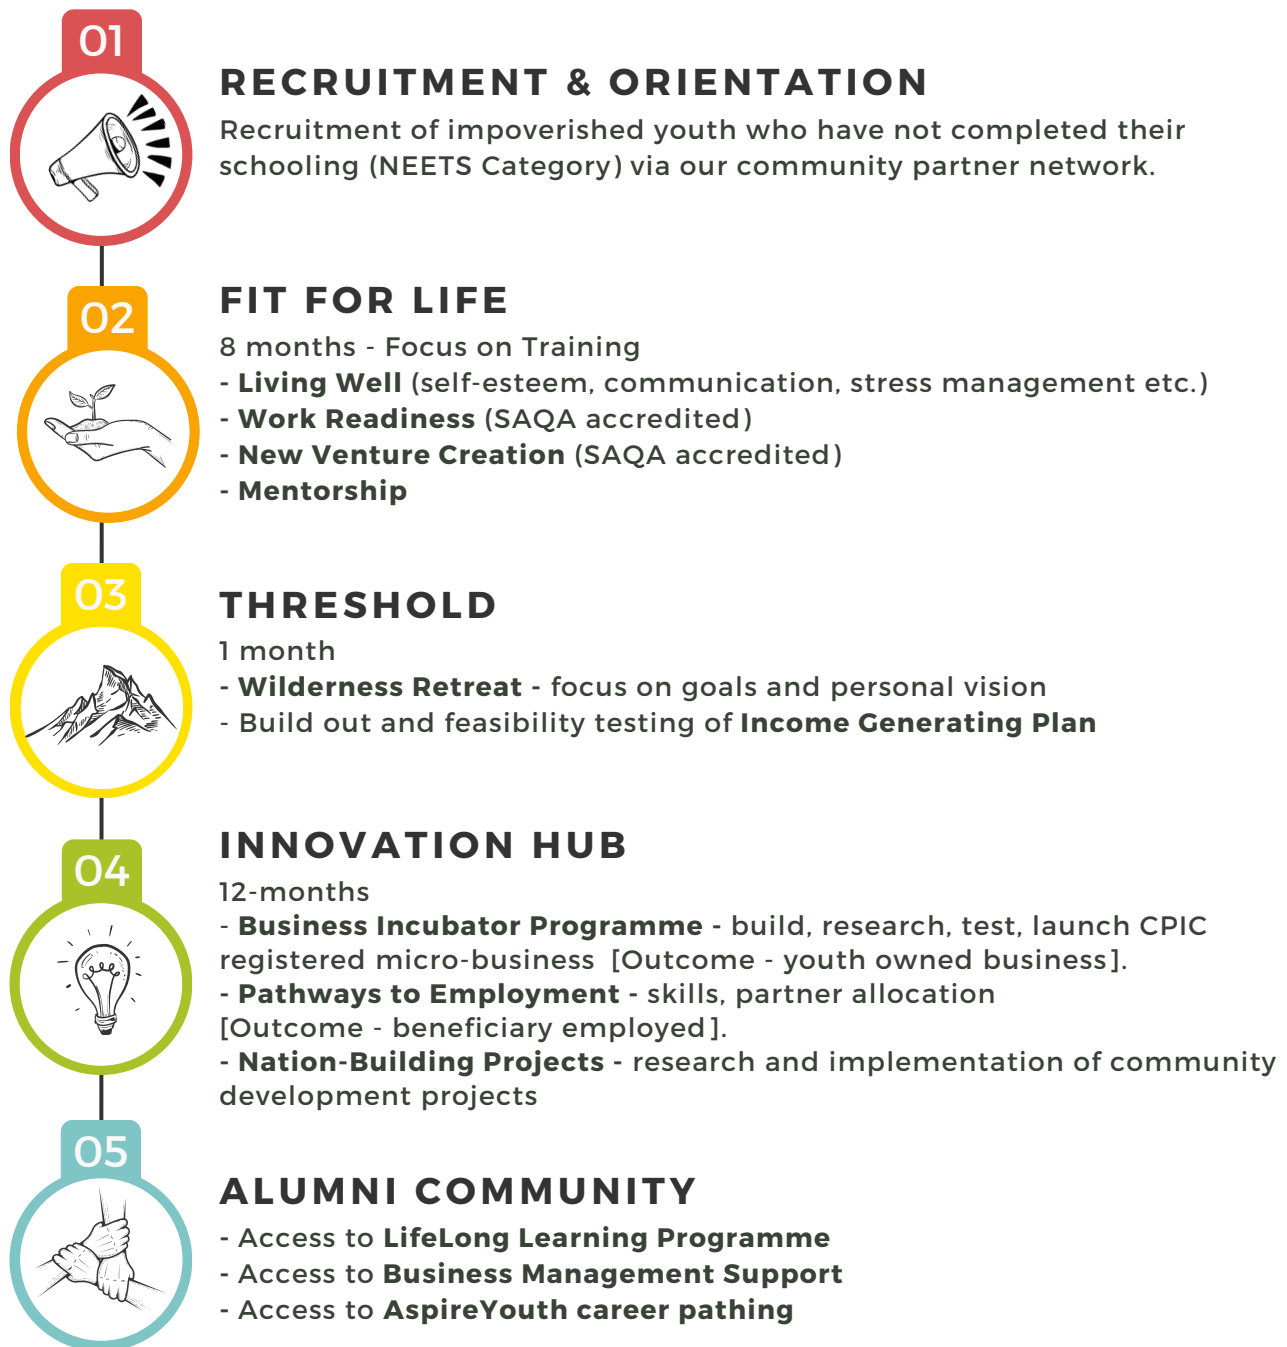 01
RECRUITMENT & ORIENTATION
Recruitment of impoverished youth who have not completed their
schooling (NEETS Category) via our community partner network.
02
FIT FOR LIFE
8 months - Focus on Training
- Living Well (self-esteem, communication, stress management etc.)
- Work Readiness (SAQA accredited)
- New Venture Creation (SAQA accredited)
- Mentorship
03
THRESHOLD
1 month
- Wilderness Retreat - focus on goals and personal vision
- Build out and feasibility testing of Income Generating Plan
04
INNOVATION HUB
12-months
- Business Incubator Programme - build, research, test, launch CPIC
registered micro-business [Outcome - youth owned business].
- Pathways to Employment - skills, partner allocation
[Outcome - beneficiary employed].
- Nation-Building Projects - research and implementation of community
development projects
05
ALUMNI COMMUNITY
- Access to LifeLong Learning Programme
- Access to Business Management Support
- Access to AspireYouth career pathing